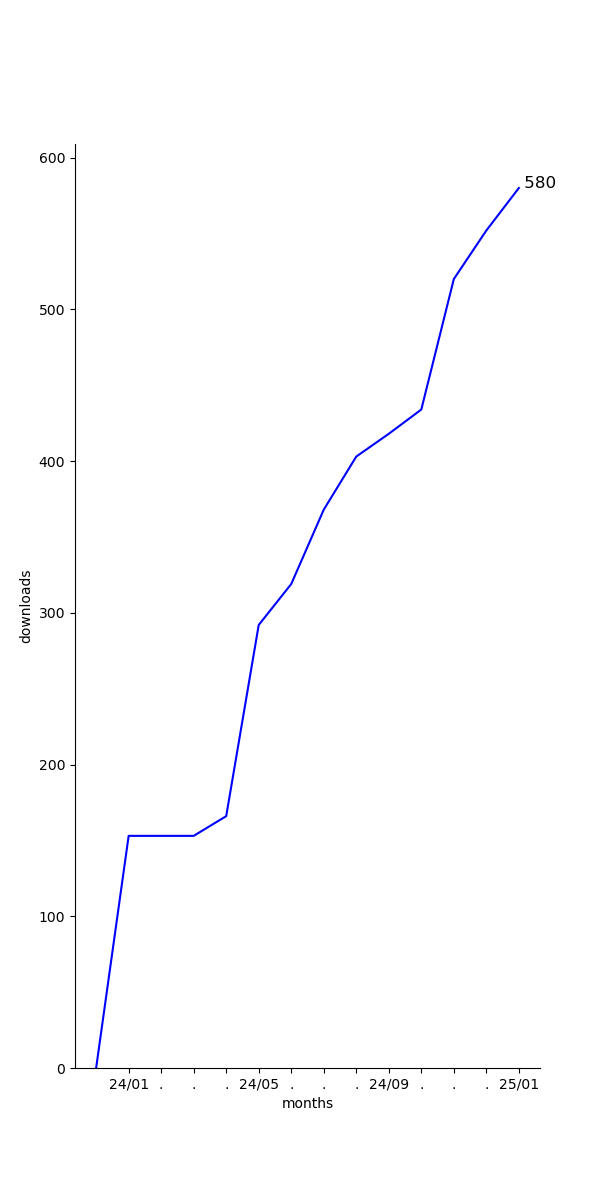 600
580
500
400
300
200
100
0
downloads
24/01 . . . 24/05 . . . 24/09 . . . 25/01
months